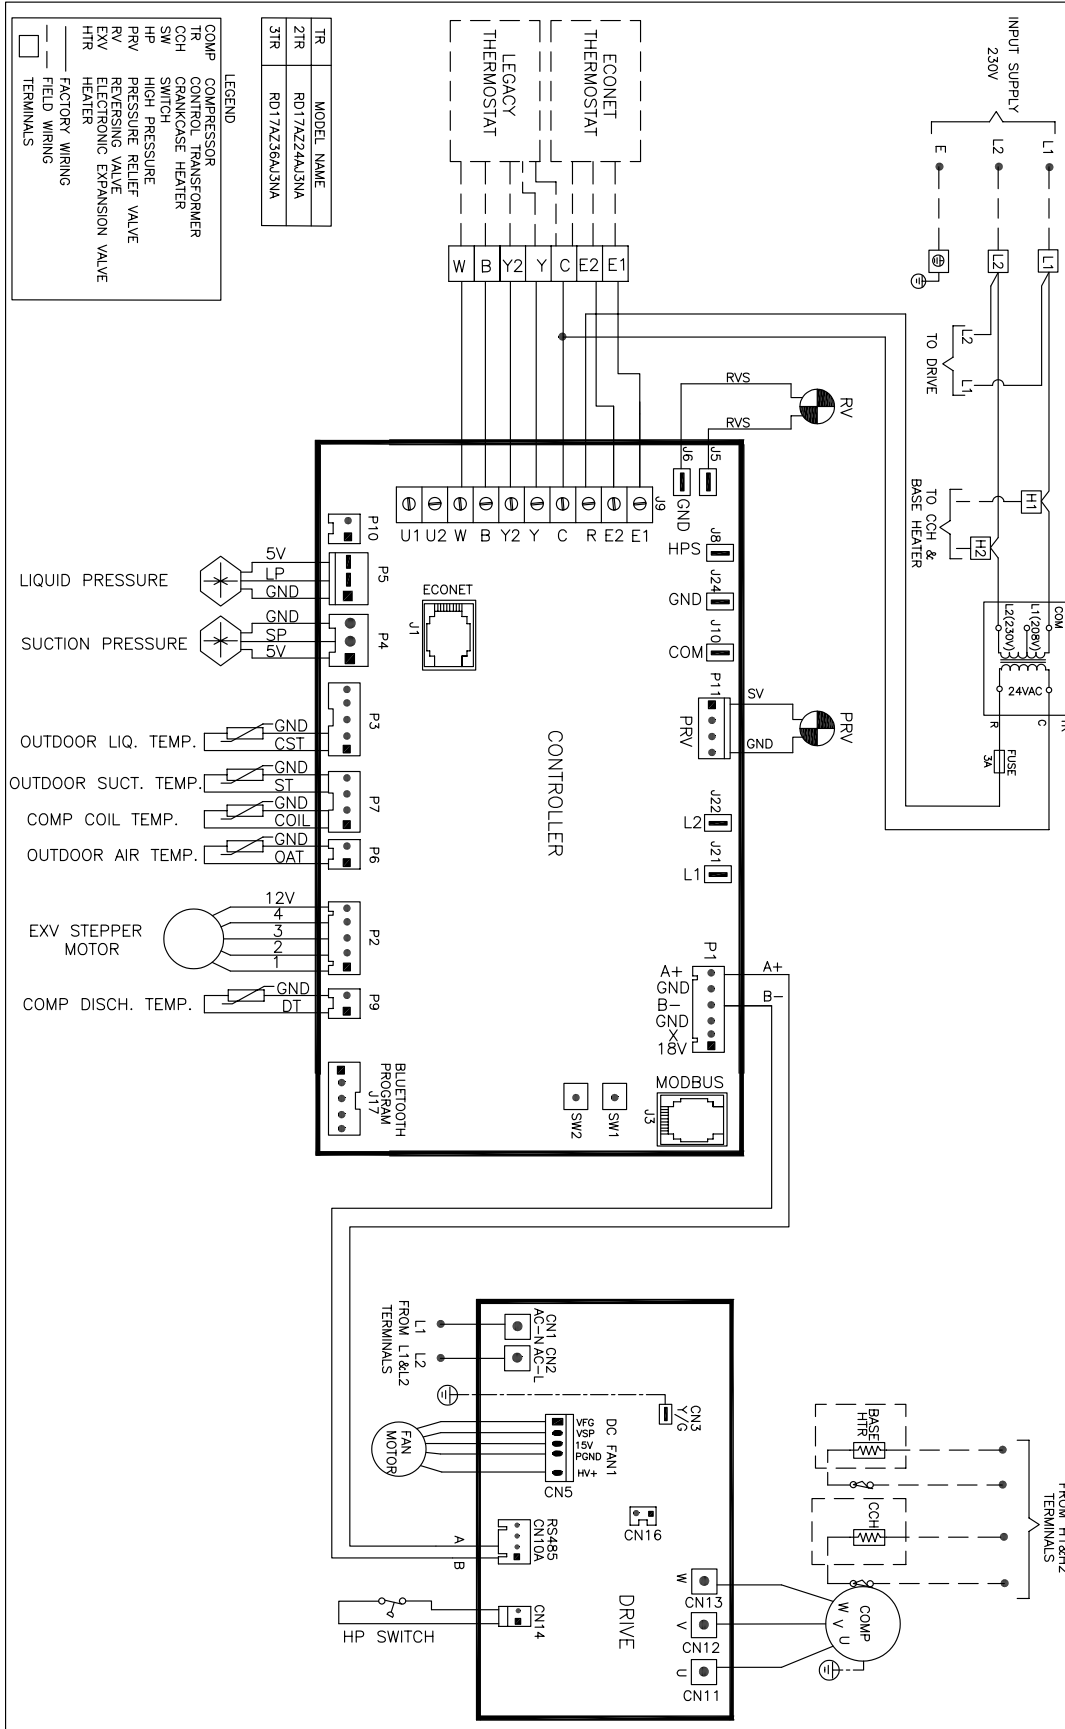 INPUT SUPPLY
230V
L1
L2
E
L1
L2
L2
L1
TO DRIVE
H1
H2
TO CCH &
BASE HEATER
COM
L1(208V)
L2(230V)
24VAC
R
C
FUSE
3A
ECONET
THERMOSTAT
LEGACY
THERMOSTAT
W
B
Y2
Y
C
E2
E1
TR
MODEL NAME
2TR
RD17AZ24AJ3NA
3TR
RD17AZ36AJ3NA
LEGEND
COMP COMPRESSOR
TR CONTROL TRANSFORMER
CCH CRANKCASE HEATER
SW SWITCH
HP HIGH PRESSURE
PRV PRESSURE RELIEF VALVE
RV REVERSING VALVE
EXV ELECTRONIC EXPANSION VALVE
HTR HEATER
FACTORY WIRING
FIELD WIRING
TERMINALS
RVS
RVS
RV
J6
J5
GND
J9
U1 U2 W B Y2 Y C R E2 E1
J8
HPS
J24
GND
J10
COM
P11
PRV
SV
GND
PRV
J22
L2
J21
L1
P1
A+
GND
B-
GND
X
18V
A+
B-
MODBUS
J3
SW1
SW2
CONTROLLER
ECONET
J1
P10
P5
5V
LP
GND
LIQUID PRESSURE
P4
GND
SP
5V
SUCTION PRESSURE
P3
GND
CST
OUTDOOR LIQ. TEMP.
P7
GND
ST
OUTDOOR SUCT. TEMP.
GND
COIL
COMP COIL TEMP.
P6
GND
OAT
OUTDOOR AIR TEMP.
P2
12V
4
3
2
1
EXV STEPPER
MOTOR
P9
GND
DT
COMP DISCH. TEMP.
BLUETOOTH
PROGRAM
J17
L1
L2
FROM L1&L2
TERMINALS
CN1
AC-N
CN2
AC-L
CN3
Y/G
DC FAN1
VFG
VSP
15V
PGND
HV+
CN5
FAN
MOTOR
CN16
RS485
CN10A
A
B
CN14
HP SWITCH
DRIVE
W
CN13
V
CN12
U
CN11
COMP
W
V
U
BASE
HTR
CCH
FROM H1&H2
TERMINALS